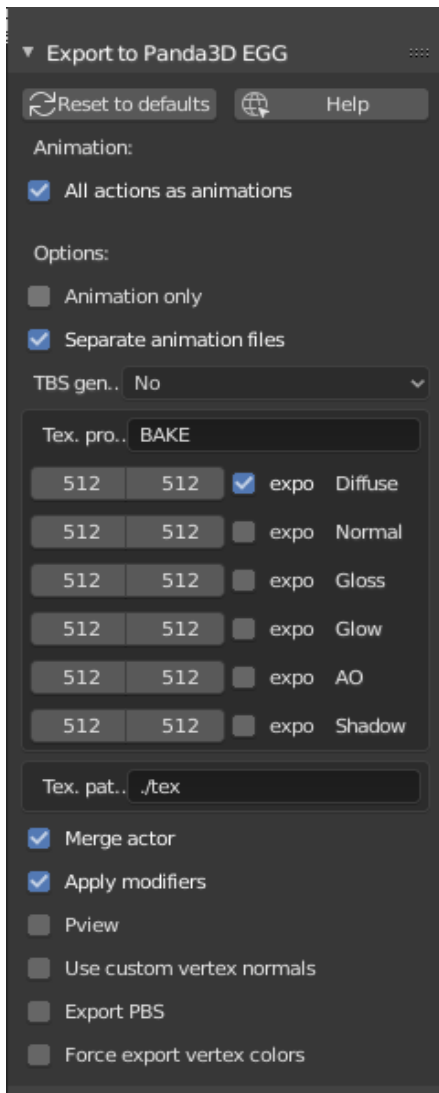 Export to Panda3D EGG
Reset to defaults Help
Animation:
All actions as animations
Options:
Animation only
Separate animation files
TBS gen.. No
Tex. pro.. BAKE
512 512 expo Diffuse
512 512 expo Normal
512 512 expo Gloss
512 512 expo Glow
512 512 expo AO
512 512 expo Shadow
Tex. pat.. ./tex
Merge actor
Apply modifiers
Pview
Use custom vertex normals
Export PBS
Force export vertex colors